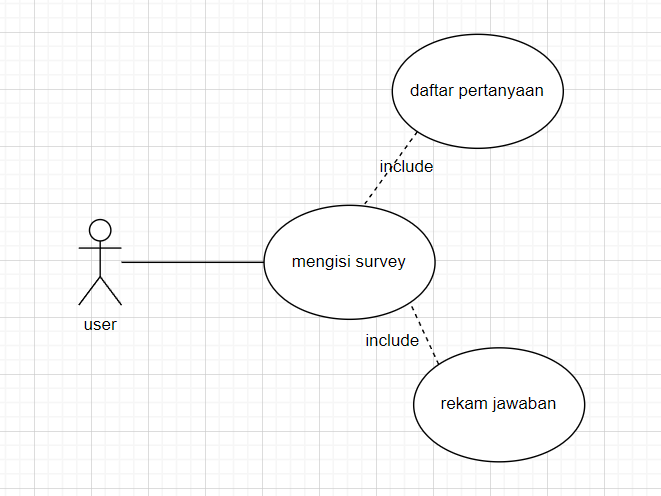 daftar pertanyaan
include
mengisi survey
user
include
rekam jawaban